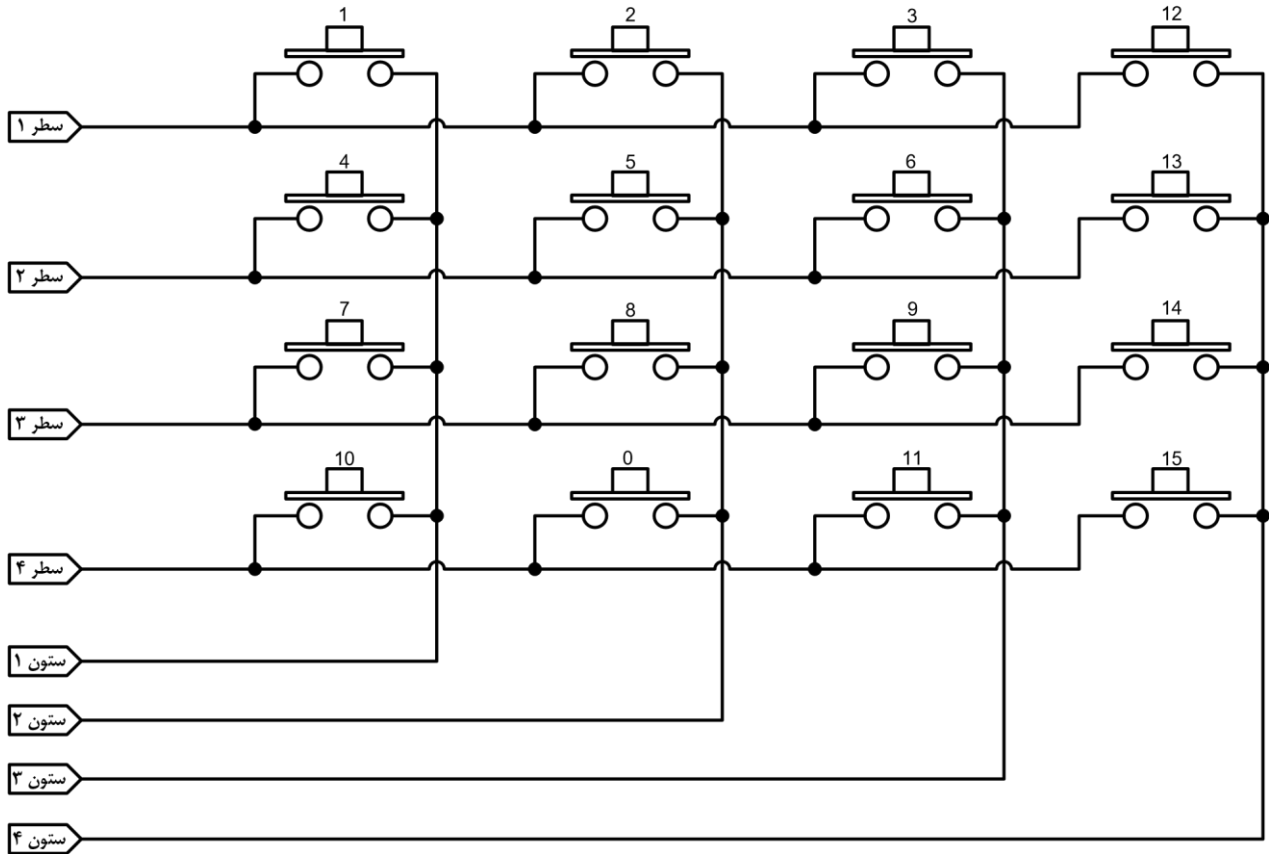 1 2 3 12
سطر ۱
4 5 6 13
سطر ۲
7 8 9 14
سطر ۳
10 0 11 15
سطر ۴
ستون ۱
ستون ۲
ستون ۳
ستون ۴